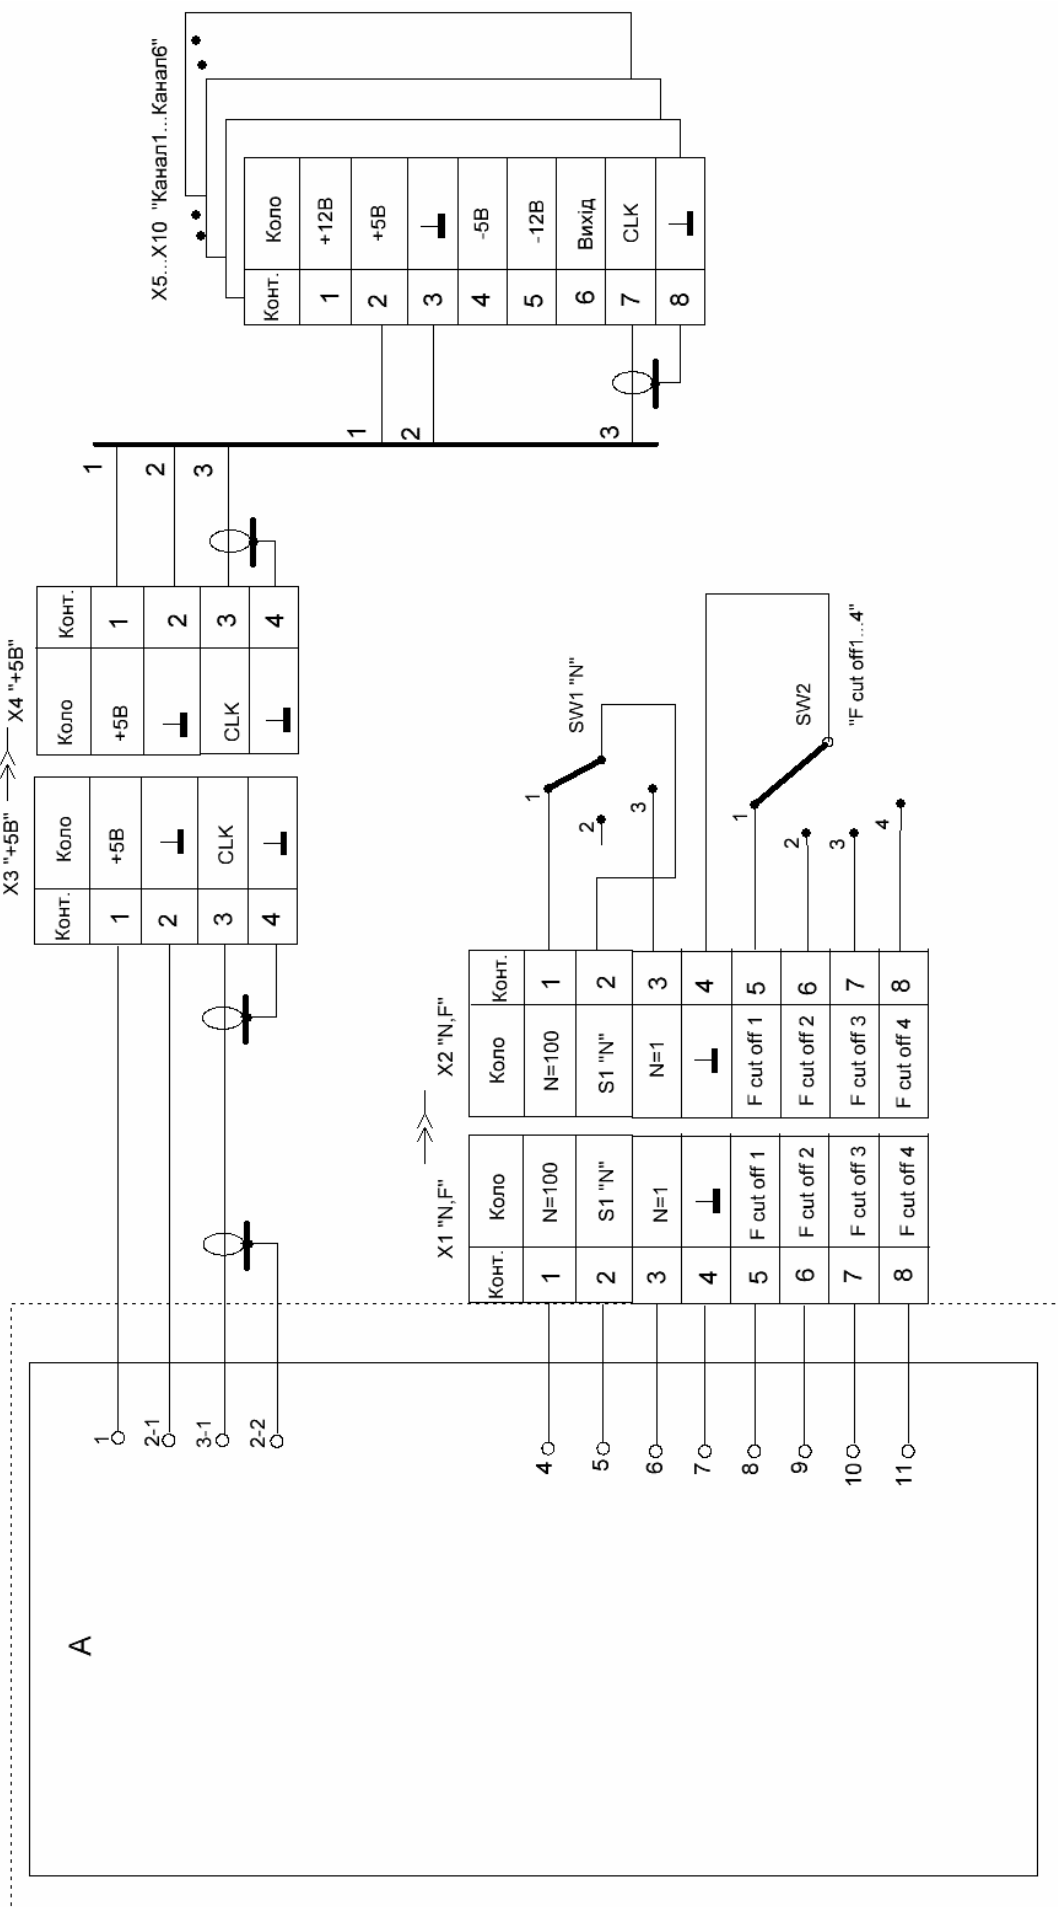 X5...X10 "Канал1...Канал6"
Конт. Коло
1 +12В
2 +5В
3
4 -5В
5 -12В
6 Вихід
7 CLK
8
1
2
3
1
2
3
X3 "+5В"
X4 "+5В"
Конт. Коло
1 +5В
2
3 CLK
4
Коло Конт.
+5В 1
2
CLK 3
4
SW1 "N"
1
2
3
SW2
"F cut off1...4"
1
2
3
4
X1 "N,F"
X2 "N,F"
Конт. Коло
1 N=100
2 S1 "N"
3 N=1
4
5 F cut off 1
6 F cut off 2
7 F cut off 3
8 F cut off 4
Коло Конт.
N=100 1
S1 "N" 2
N=1 3
4
F cut off 1 5
F cut off 2 6
F cut off 3 7
F cut off 4 8
1
2-1
3-1
2-2
4
5
6
7
8
9
10
11
A